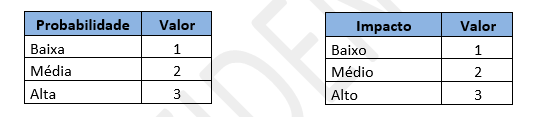 Probabilidade Valor
Baixa 1
Média 2
Alta 3
Impacto Valor
Baixo 1
Médio 2
Alto 3